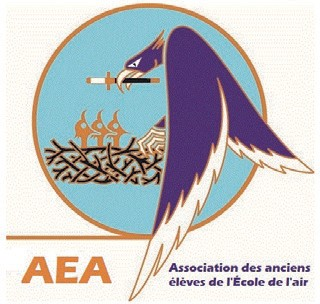 AEA
Association des anciens
élèves de l'École de l'air